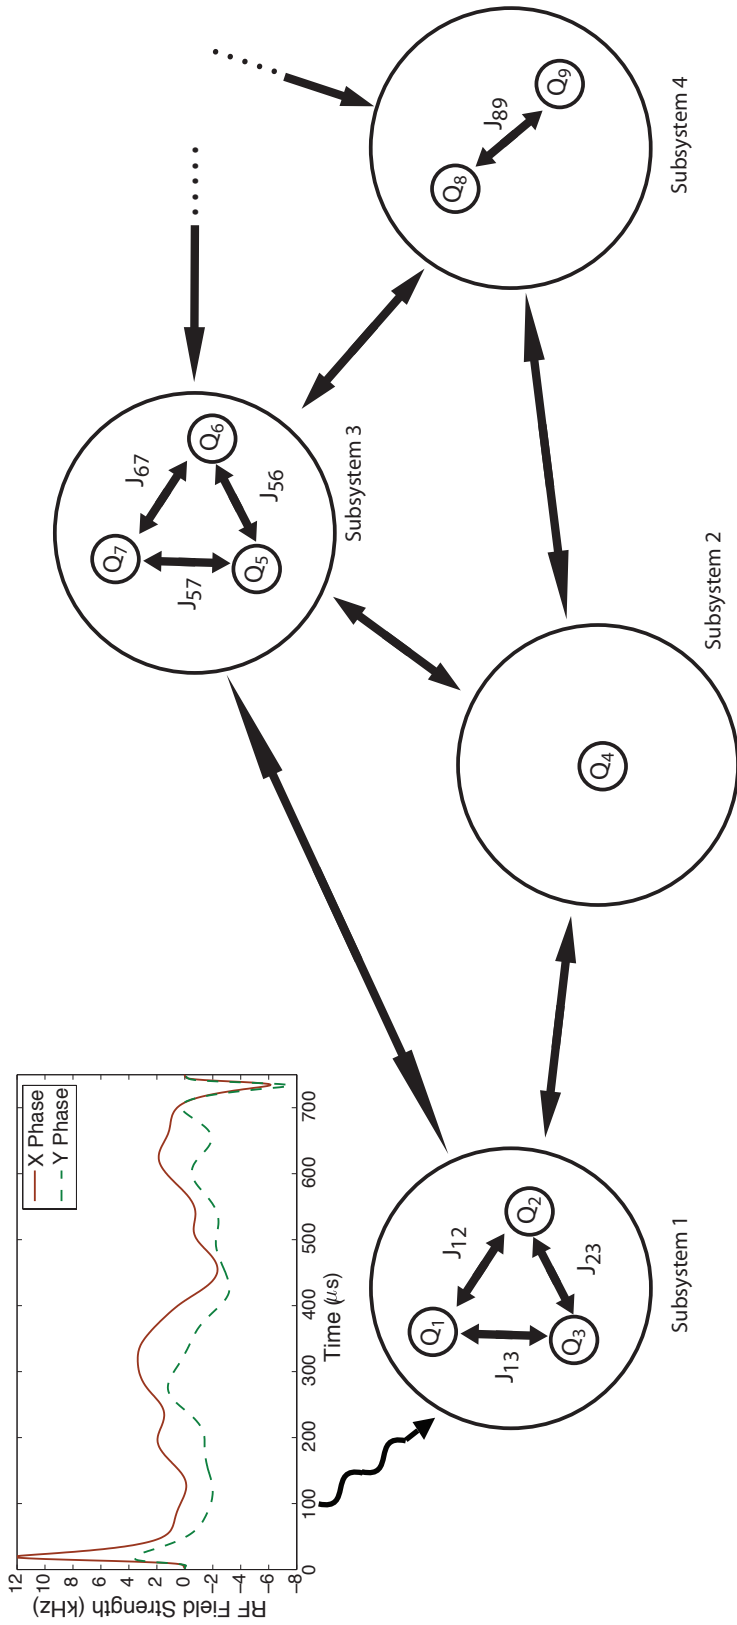 12
10
8
6
4
2
0
−2
−4
−6
−8
RF Field Strength (kHz)
X Phase
Y Phase
0
100
200
300
400
500
600
700
Time (μs)
Q1
Q2
Q3
J12
J13
J23
Subsystem 1
Q4
Subsystem 2
Q7
Q6
Q5
J67
J57
J56
Subsystem 3
Q8
Q9
J89
Subsystem 4